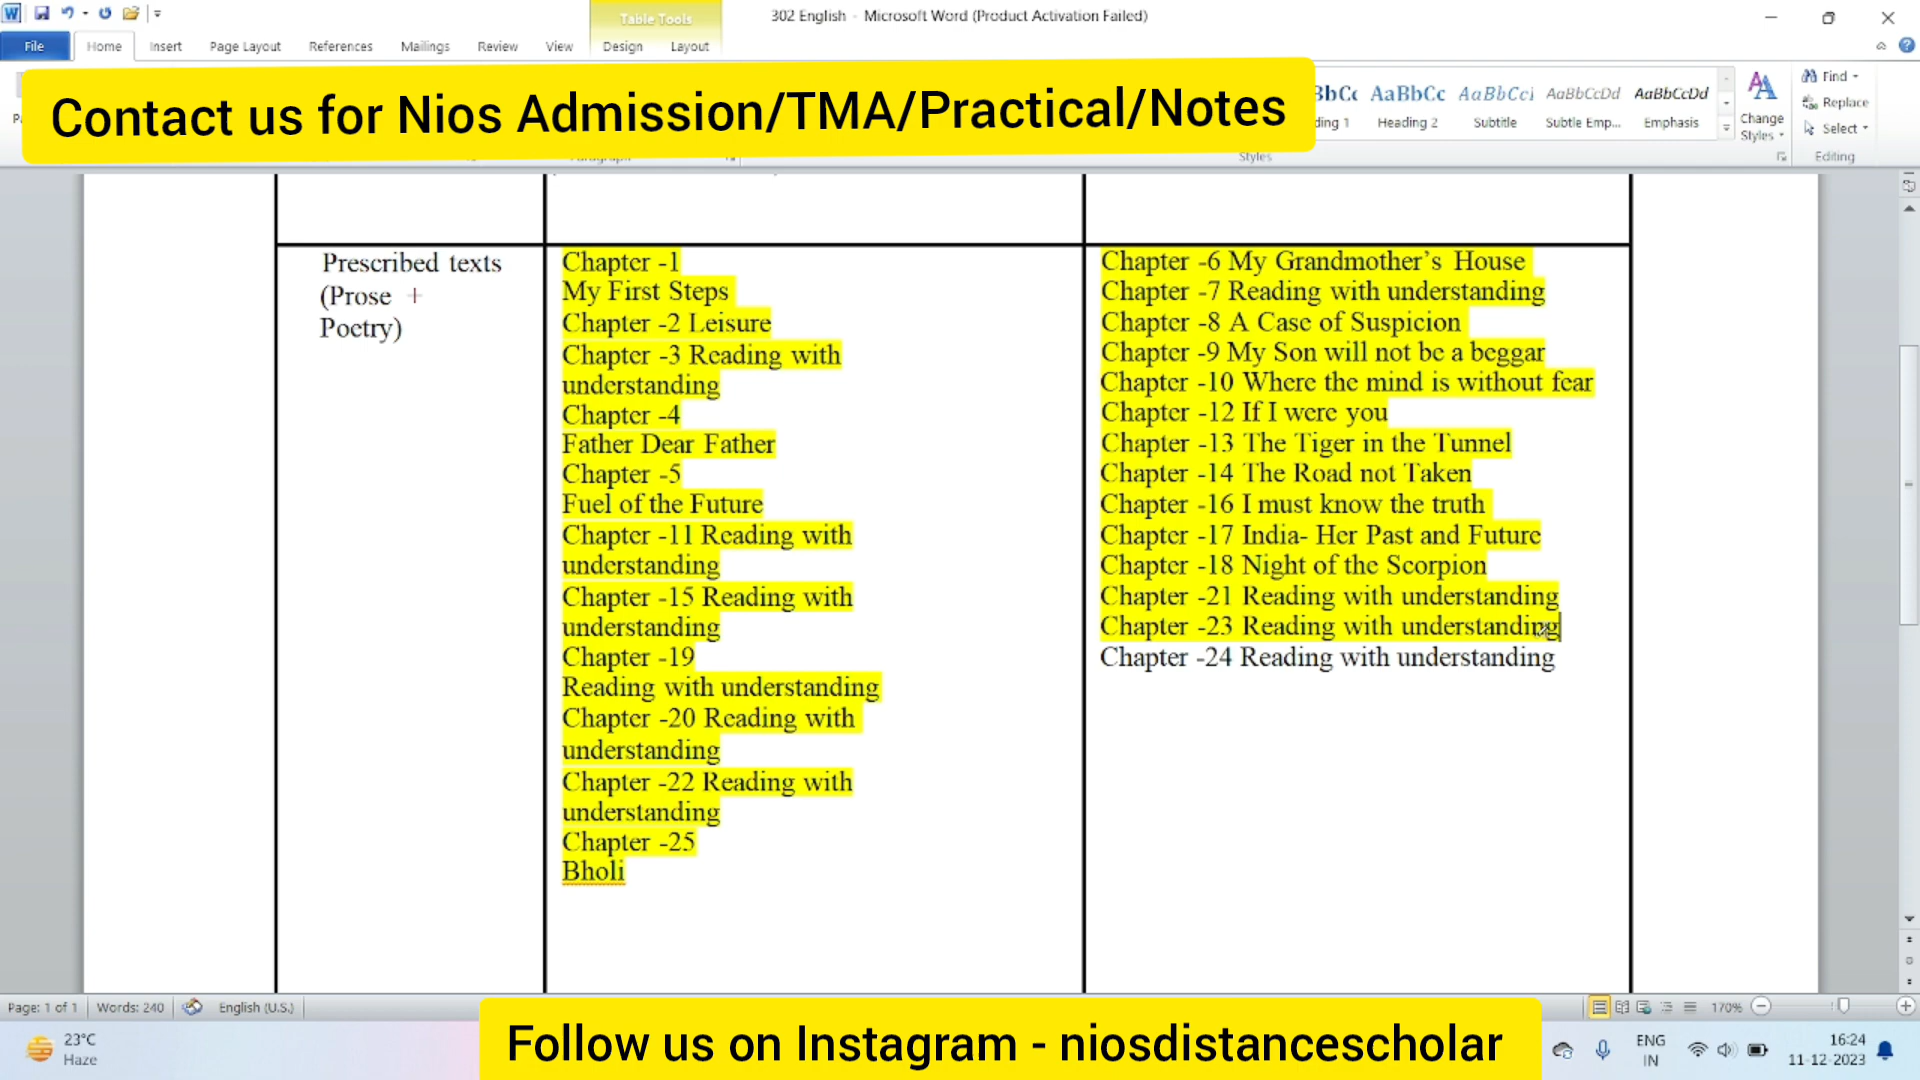 Table Tools
302 English - Microsoft Word (Product Activation Failed)
File
Home
Insert
Page Layout
References
Mailings
Review
View
Design
Layout
Contact us for Nios Admission/TMA/Practical/Notes
AaBbCc
AaBbCcI
AaBbCcDd
AaBbCcDd
Heading 2
Subtitle
Subtle Emp...
Emphasis
Change
Styles
Find
Replace
Select
Styles
Editing
Prescribed texts
(Prose +
Poetry)
Chapter -1
My First Steps
Chapter -2 Leisure
Chapter -3 Reading with
understanding
Chapter -4
Father Dear Father
Chapter -5
Fuel of the Future
Chapter -11 Reading with
understanding
Chapter -15 Reading with
understanding
Chapter -19
Reading with understanding
Chapter -20 Reading with
understanding
Chapter -22 Reading with
understanding
Chapter -25
Bholi
Chapter -6 My Grandmother's House
Chapter -7 Reading with understanding
Chapter -8 A Case of Suspicion
Chapter -9 My Son will not be a beggar
Chapter -10 Where the mind is without fear
Chapter -12 If I were you
Chapter -13 The Tiger in the Tunnel
Chapter -14 The Road not Taken
Chapter -16 I must know the truth
Chapter -17 India- Her Past and Future
Chapter -18 Night of the Scorpion
Chapter -21 Reading with understanding
Chapter -23 Reading with understanding
Chapter -24 Reading with understanding
Page: 1 of 1
Words: 240
English (U.S.)
170%
23°C
Haze
Follow us on Instagram - niosdistancescholar
ENG
IN
16:24
11-12-2023